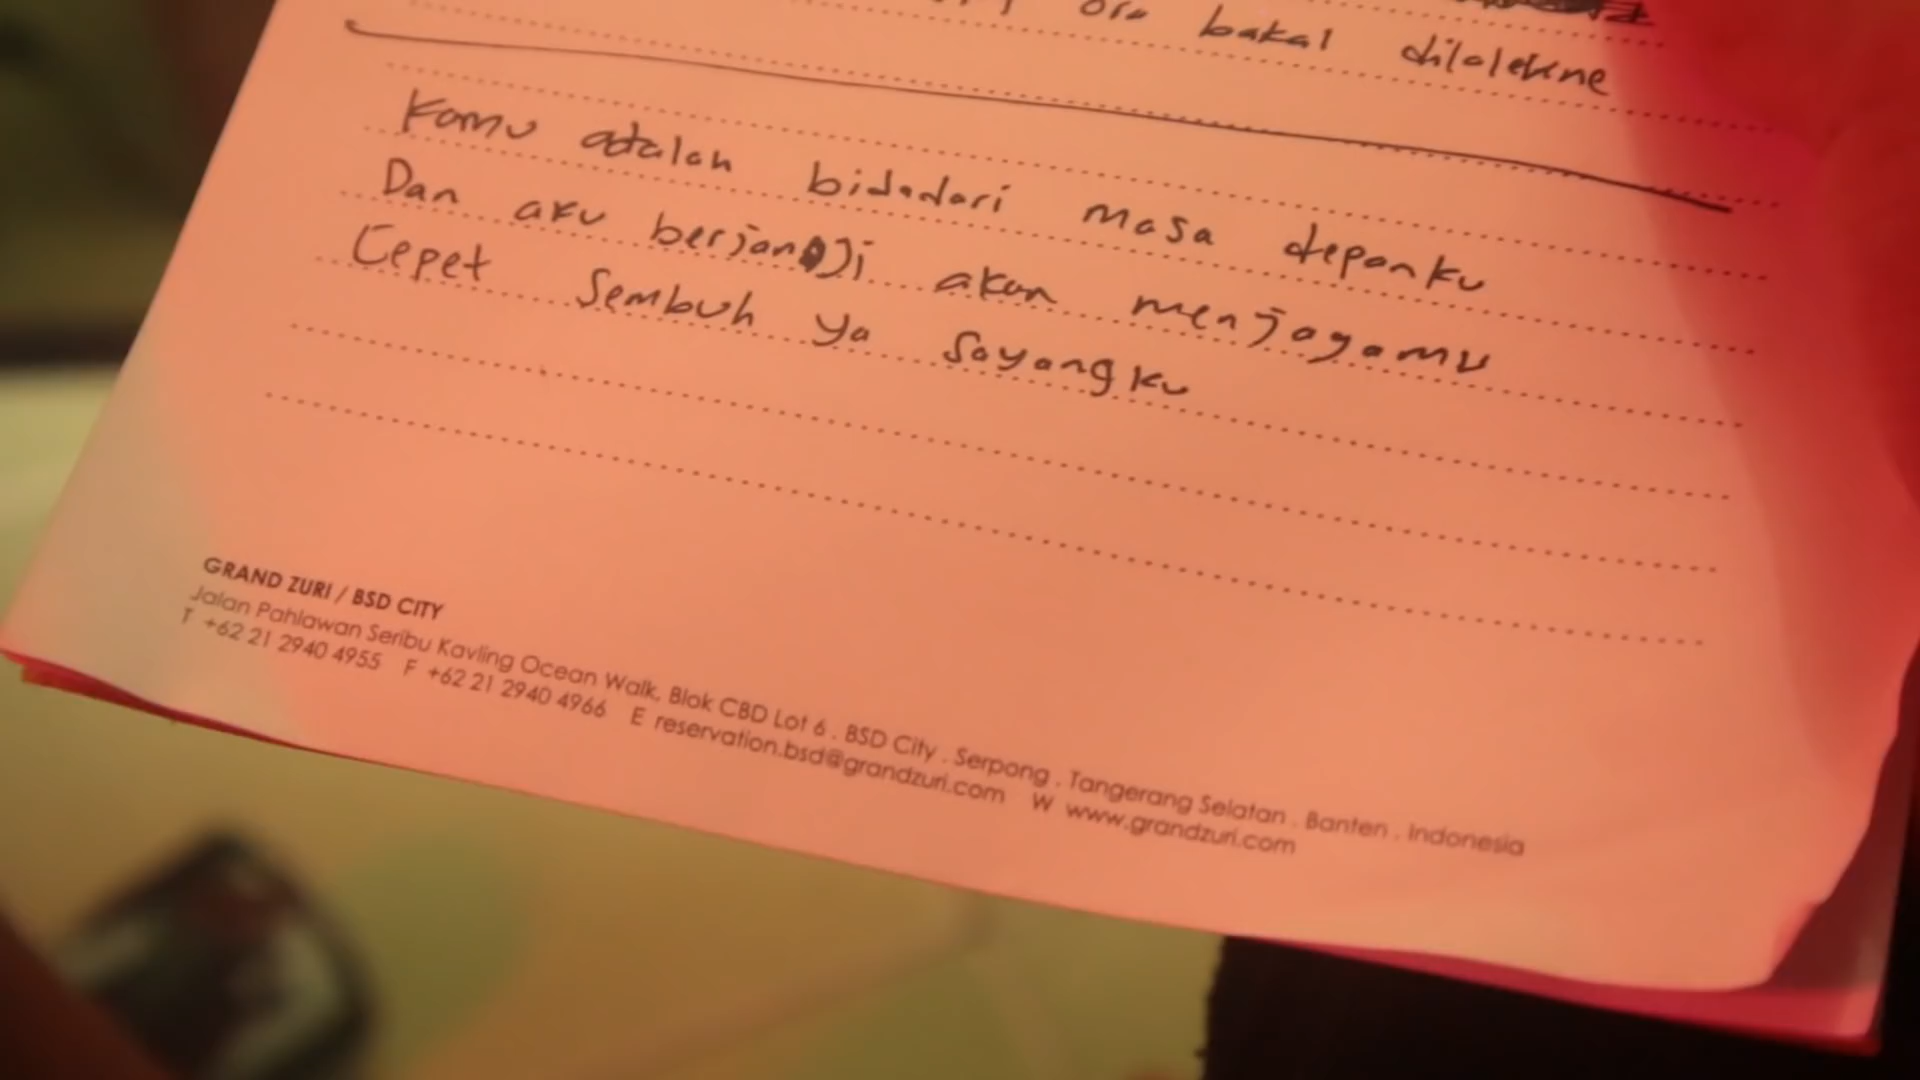 ora bakal dilalekne
Kamu adalah bidadari masa depanku
Dan aku berjanji akan menjagamu
Cepet sembuh ya sayangku
GRAND ZURI / BSD CITY
Jalan Pahlawan Seribu Kavling Ocean Walk, Blok CBD Lot 6 . BSD City . Serpong . Tangerang Selatan . Banten . Indonesia
T +62 21 2940 4955 F +62 21 2940 4966 E reservation.bsd@grandzuri.com W www.grandzuri.com